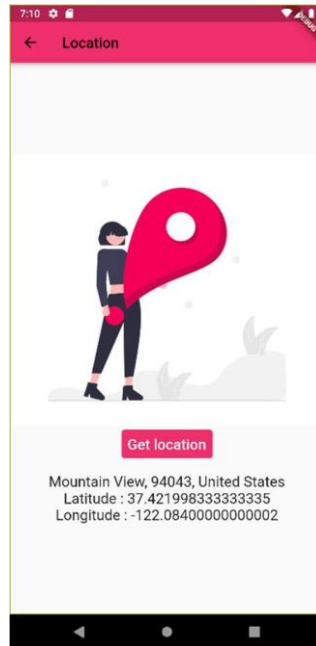 7:10
Location
Get location
Mountain View, 94043, United States
Latitude : 37.421998333333335
Longitude : -122.08400000000002